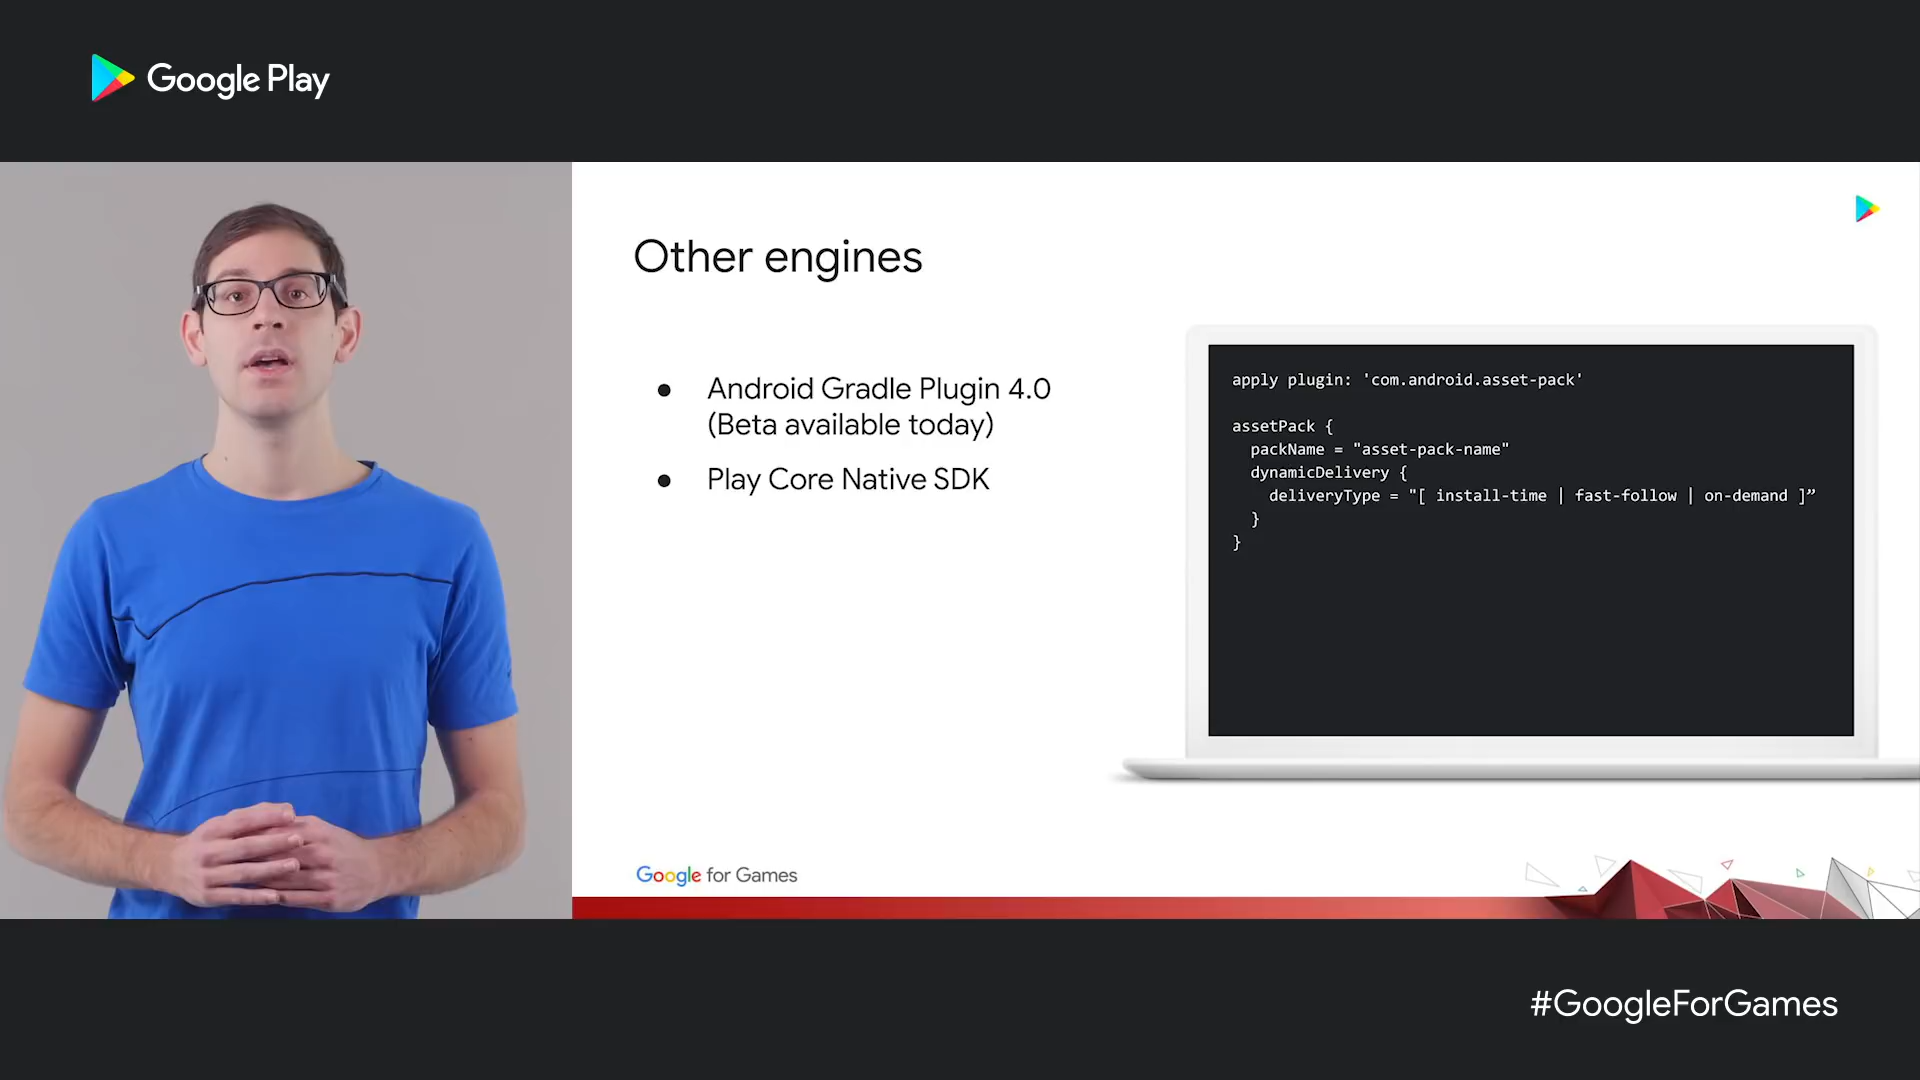 Google Play
Other engines
● Android Gradle Plugin 4.0
(Beta available today)
● Play Core Native SDK
apply plugin: 'com.android.asset-pack'
assetPack {
packName = "asset-pack-name"
dynamicDelivery {
deliveryType = "[ install-time | fast-follow | on-demand ]”
}
}
Google for Games
#GoogleForGames